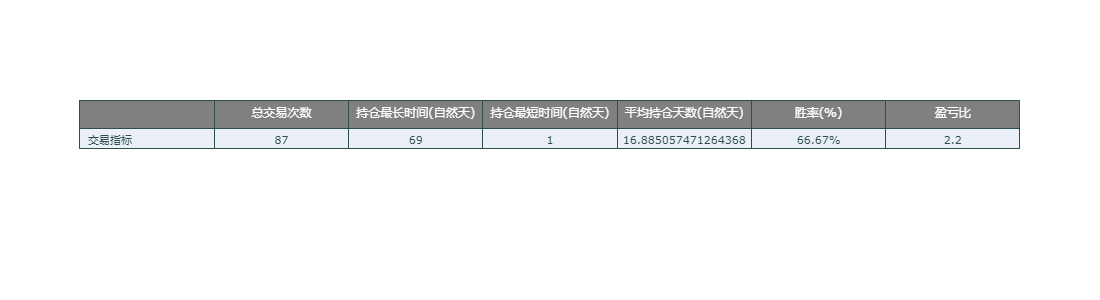 总交易次数 持仓最长时间(自然天) 持仓最短时间(自然天) 平均持仓天数(自然天) 胜率(%) 盈亏比
交易指标 87 69 1 16.885057471264368 66.67% 2.2